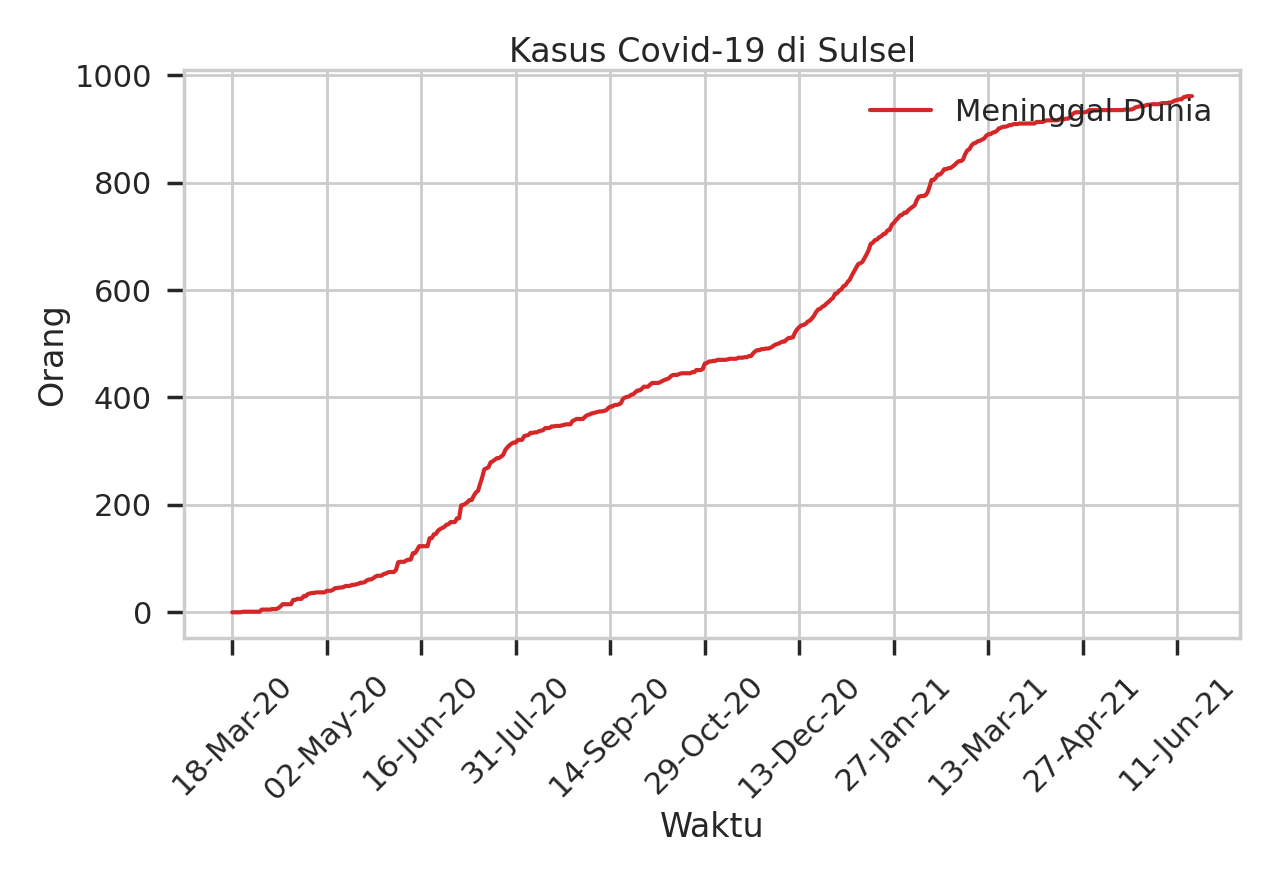 Kasus Covid-19 di Sulsel
Meninggal Dunia
Orang
1000
800
600
400
200
0
18-Mar-20
02-May-20
16-Jun-20
31-Jul-20
14-Sep-20
29-Oct-20
13-Dec-20
27-Jan-21
13-Mar-21
27-Apr-21
11-Jun-21
Waktu